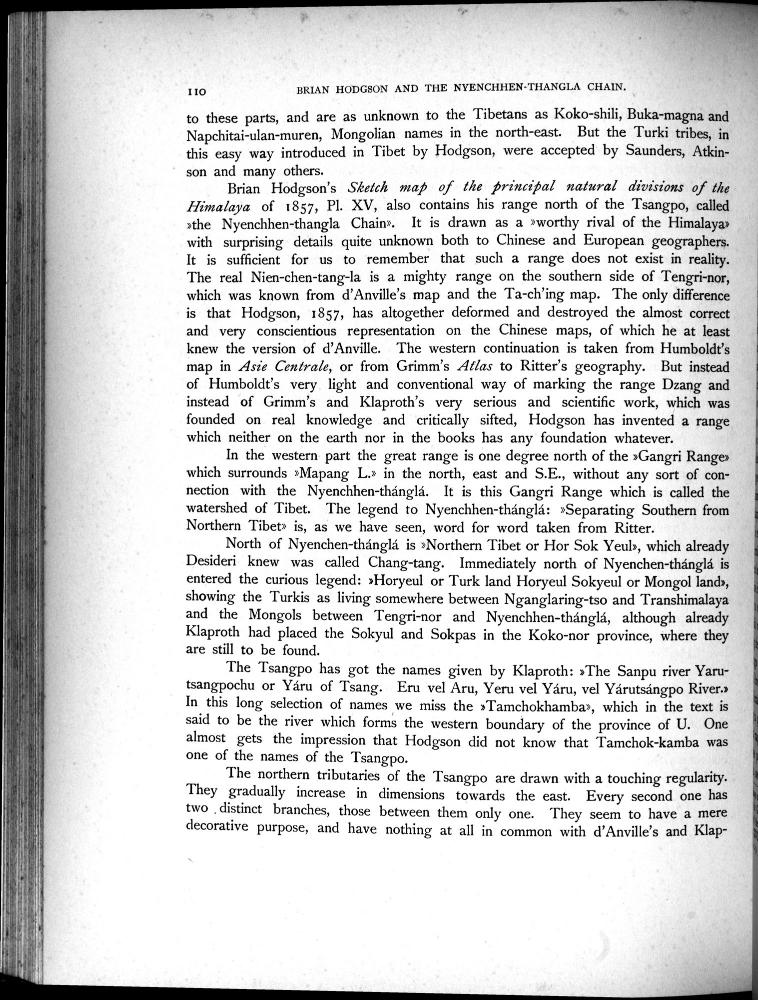 110 BRIAN HODGSON AND THE NYENCHHEN-THANGLA CHAIN.
to these parts, and are as unknown to the Tibetans as Koko-shili, Buka-magna and
Napchitai-ulan-muren, Mongolian names in the north-east. But the Turki tribes, in
this easy way introduced in Tibet by Hodgson, were accepted by Saunders, Atkin-
son and many others.
Brian Hodgson's Sketch map of the principal natural divisions of the
Himalaya of 1857, Pl. XV, also contains his range north of the Tsangpo, called
»the Nyenchhen-thangla Chain». It is drawn as a »worthy rival of the Himalaya»
with surprising details quite unknown both to Chinese and European geographers.
It is sufficient for us to remember that such a range does not exist in reality.
The real Nien-chen-tang-la is a mighty range on the southern side of Tengri-nor,
which was known from d'Anville's map and the Ta-ch'ing map. The only difference
is that Hodgson, 1857, has altogether deformed and destroyed the almost correct
and very conscientious representation on the Chinese maps, of which he at least
knew the version of d'Anville. The western continuation is taken from Humboldt's
map in Asie Centrale, or from Grimm's Atlas to Ritter's geography. But instead
of Humboldt's very light and conventional way of marking the range Dzang and
instead of Grimm's and Klaproth's very serious and scientific work, which was
founded on real knowledge and critically sifted, Hodgson has invented a range
which neither on the earth nor in the books has any foundation whatever.
In the western part the great range is one degree north of the »Gangri Range»
which surrounds »Mapang L.» in the north, east and S.E., without any sort of con-
nection with the Nyenchhen-thánglá. It is this Gangri Range which is called the
watershed of Tibet. The legend to Nyenchhen-thánglá: »Separating Southern from
Northern Tibet» is, as we have seen, word for word taken from Ritter.
North of Nyenchen-thánglá is »Northern Tibet or Hor Sok Yeul», which already
Desideri knew was called Chang-tang. Immediately north of Nyenchen-thánglá is
entered the curious legend: »Horyeul or Turk land Horyeul Sokyeul or Mongol land»,
showing the Turkis as living somewhere between Nganglaring-tso and Transhimalaya
and the Mongols between Tengri-nor and Nyenchhen-thánglá, although already
Klaproth had placed the Sokyul and Sokpas in the Koko-nor province, where they
are still to be found.
The Tsangpo has got the names given by Klaproth: »The Sanpu river Yaru-
tsangpochu or Yáru of Tsang. Eru vel Aru, Yeru vel Yáru, vel Yárutsángpo River.»
In this long selection of names we miss the »Tamchokhamba», which in the text is
said to be the river which forms the western boundary of the province of U. One
almost gets the impression that Hodgson did not know that Tamchok-kamba was
one of the names of the Tsangpo.
The northern tributaries of the Tsangpo are drawn with a touching regularity.
They gradually increase in dimensions towards the east. Every second one has
two distinct branches, those between them only one. They seem to have a mere
decorative purpose, and have nothing at all in common with d'Anville's and Klap-